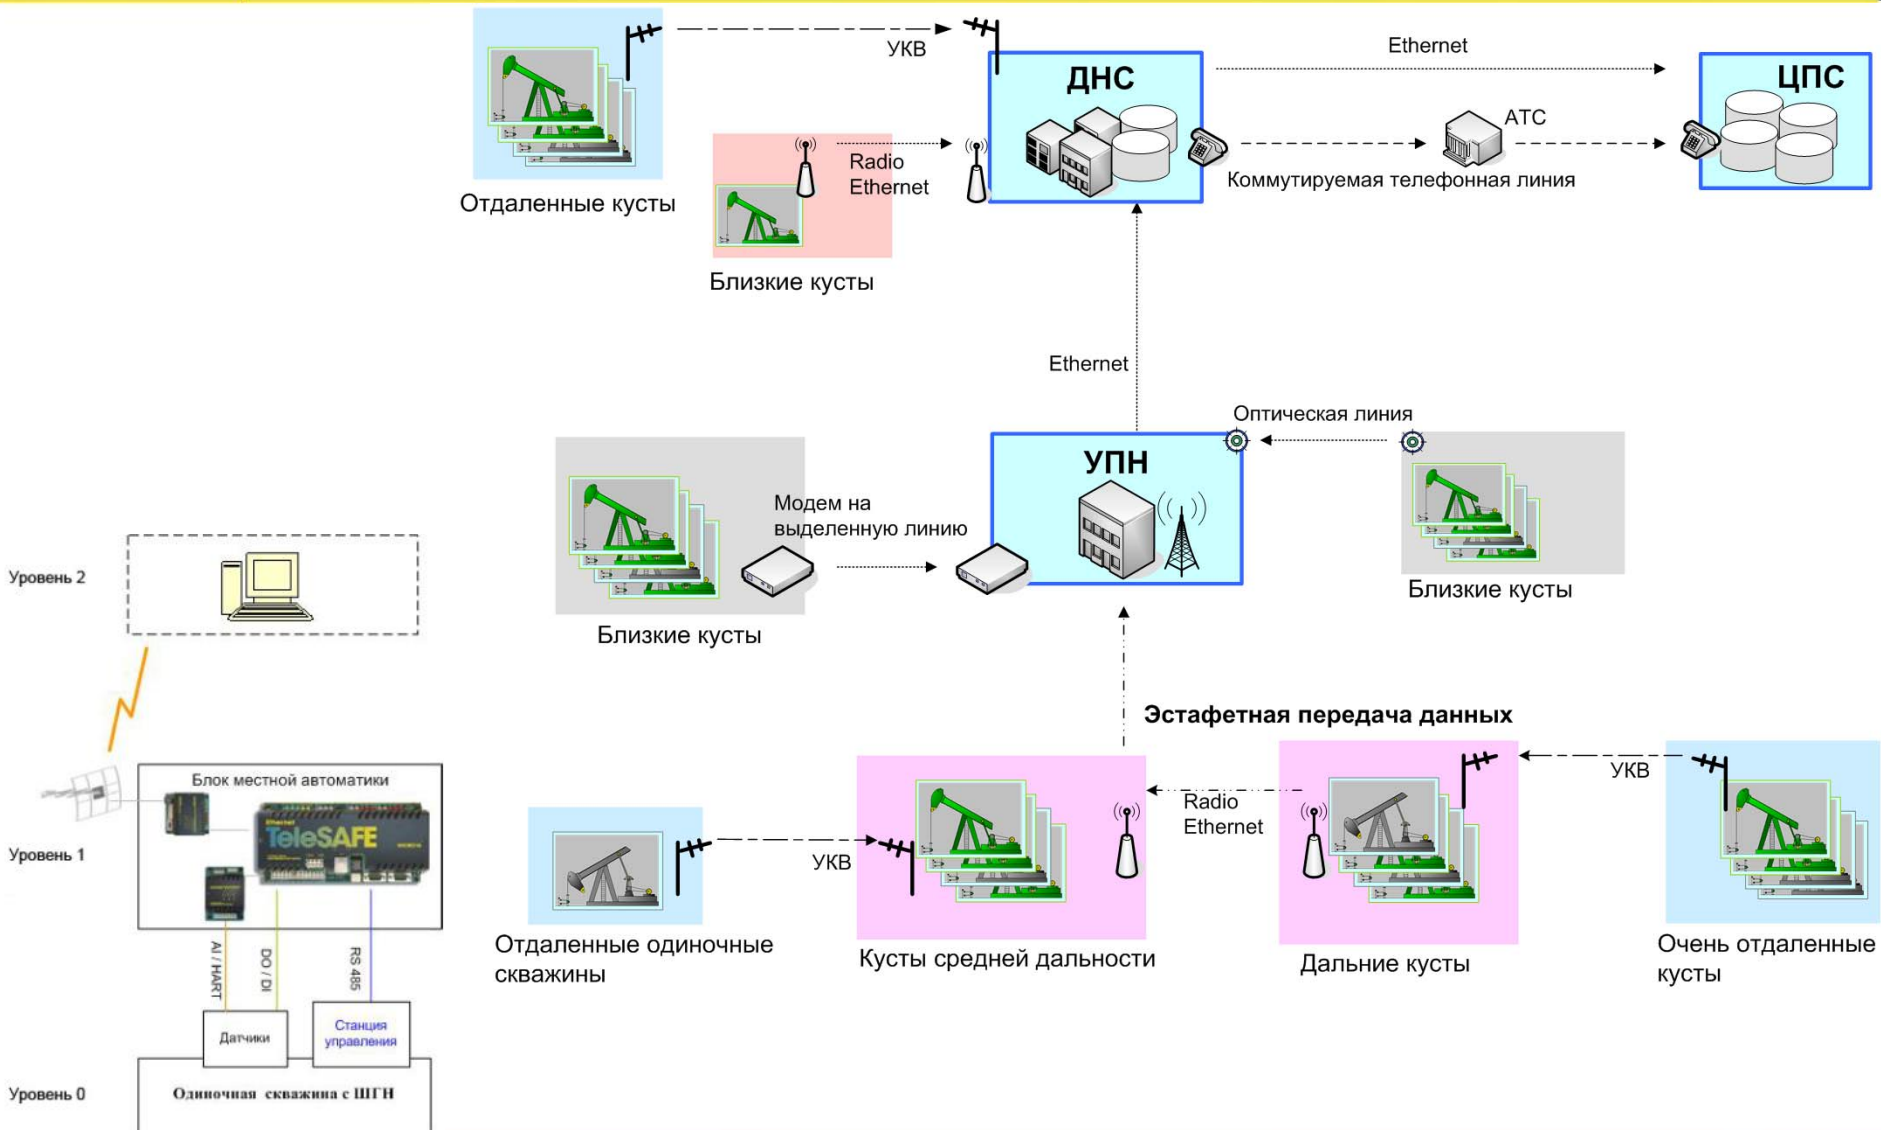 УКВ
ДНС
Ethernet
ЦПС
АТС
Коммутируемая телефонная линия
Radio
Ethernet
Отдаленные кусты
Близкие кусты
Ethernet
Оптическая линия
УПН
Модем на
выделенную линию
Близкие кусты
Близкие кусты
Уровень 2
Эстафетная передача данных
Блок местной автоматики
Ethernet
TeleSAFE
Уровень 1
AI / HART
DO / DI
RS 485
Датчики
Станция
управления
Уровень 0
Одиночная скважина с ШГН
УКВ
Radio
Ethernet
УКВ
Отдаленные одиночные
скважины
Кусты средней дальности
Дальние кусты
Очень отдаленные
кусты